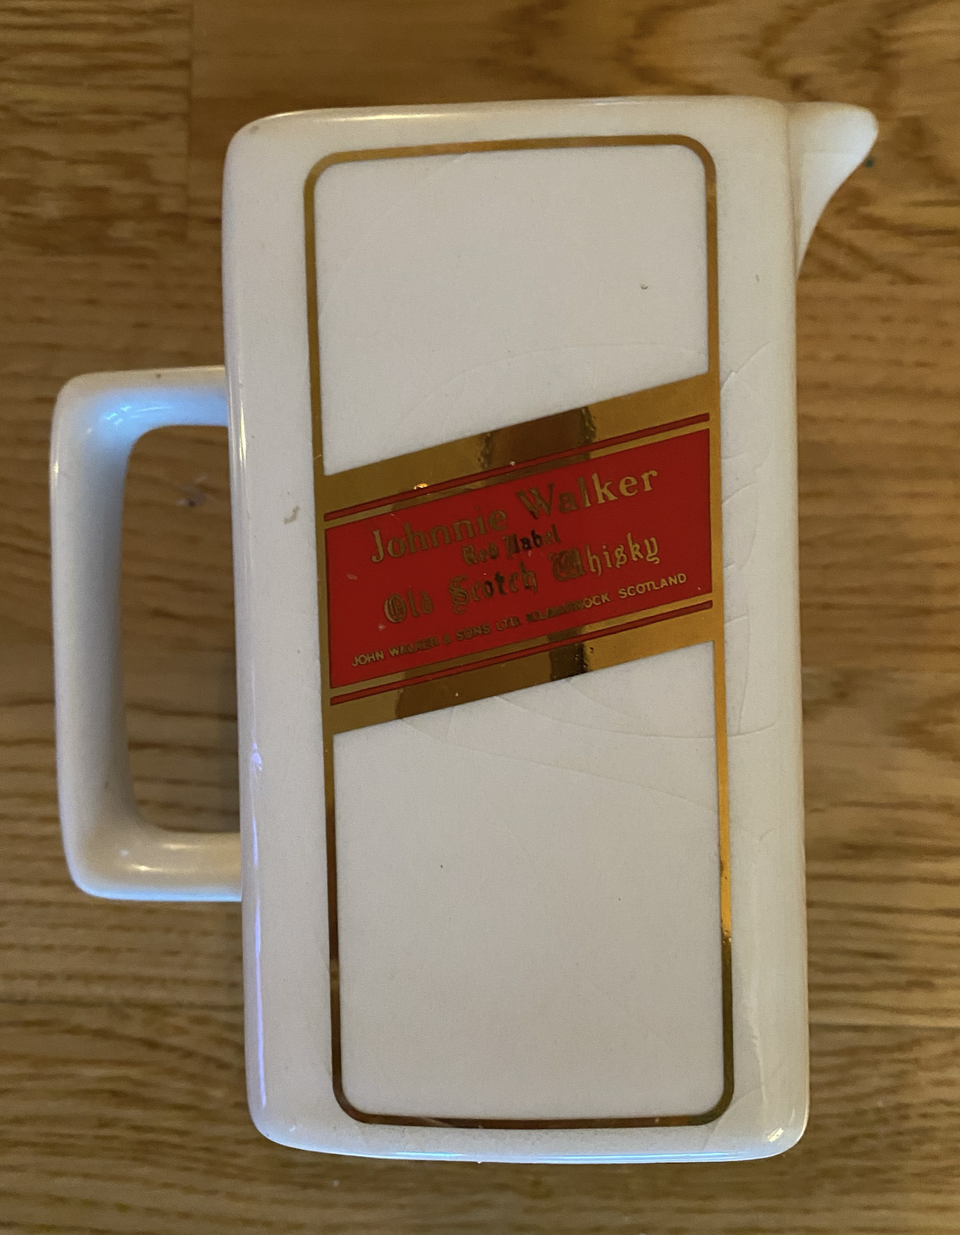 Johnnie Walker
Red Label
Old Scotch Whisky
JOHN WALKER & SONS LTD. KILMARNOCK SCOTLAND